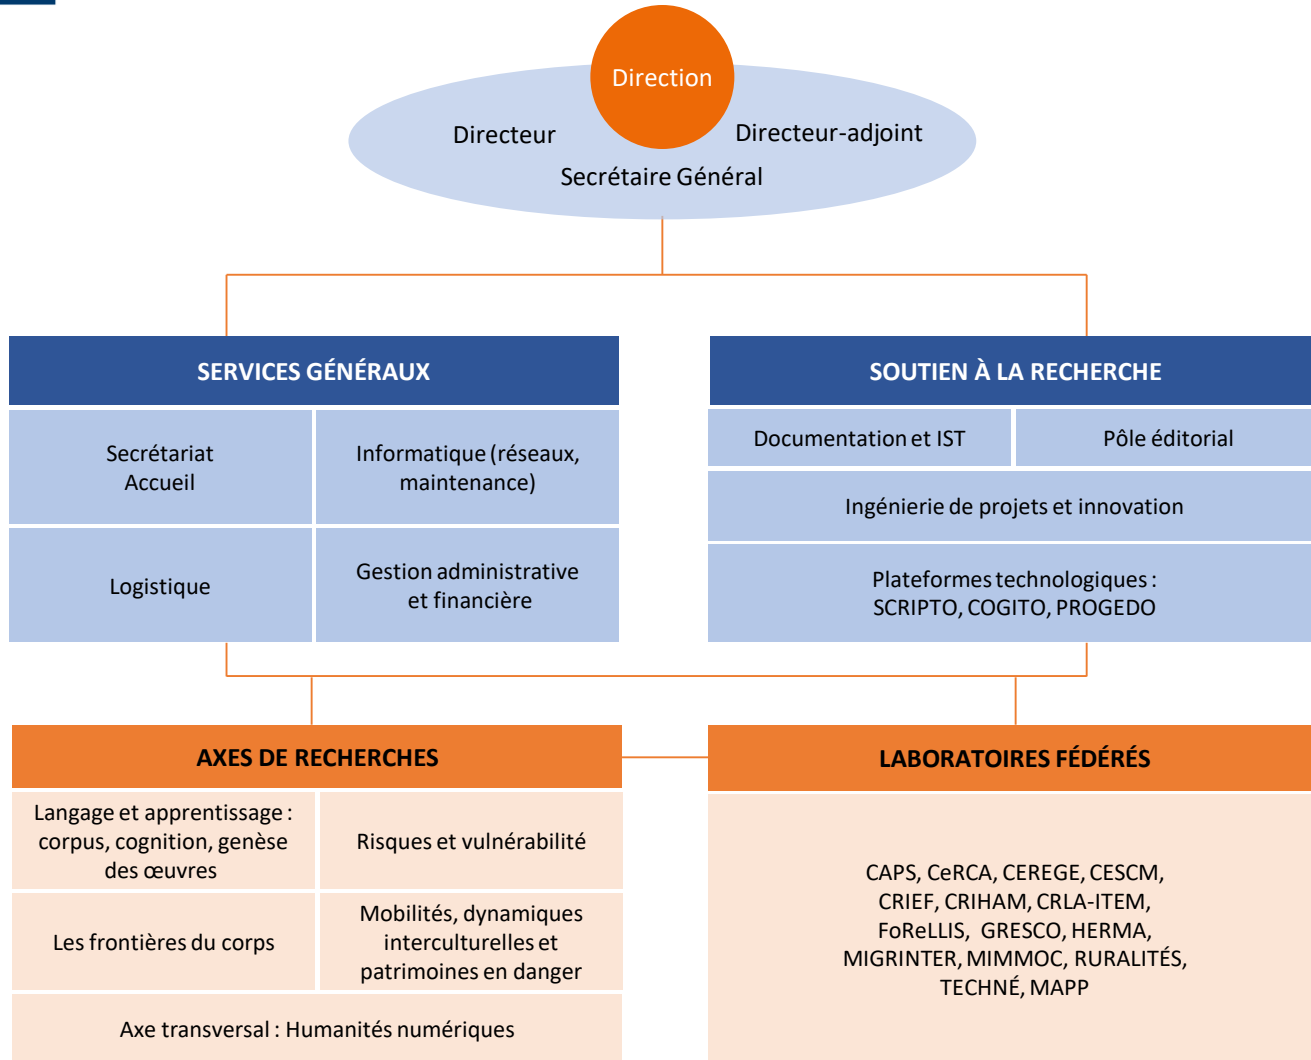 Direction
Directeur
Directeur-adjoint
Secrétaire Général
SERVICES GÉNÉRAUX
Secrétariat
Accueil
Informatique (réseaux,
maintenance)
Logistique
Gestion administrative
et financière
SOUTIEN À LA RECHERCHE
Documentation et IST
Pôle éditorial
Ingénierie de projets et innovation
Plateformes technologiques :
SCRIPTO, COGITO, PROGEDO
AXES DE RECHERCHES
Langage et apprentissage :
corpus, cognition, genèse
des œuvres
Risques et vulnérabilité
Les frontières du corps
Mobilités, dynamiques
interculturelles et
patrimoines en danger
Axe transversal : Humanités numériques
LABORATOIRES FÉDÉRÉS
CAPS, CeRCA, CEREGE, CESCM,
CRIEF, CRIHAM, CRLA-ITEM,
FoReLLIS, GRESCO, HERMA,
MIGRINTER, MIMMOC, RURALITÉS,
TECHNÉ, MAPP